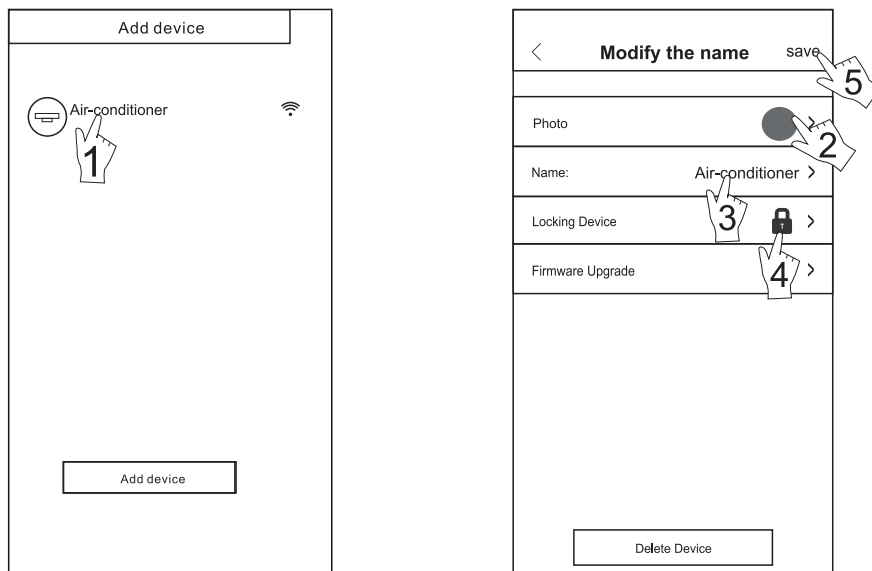 Add device
Air-conditioner
1
Add device
< Modify the name save
5
Photo >
2
Name: Air-conditioner >
3
Locking Device >
4
Firmware Upgrade >
Delete Device